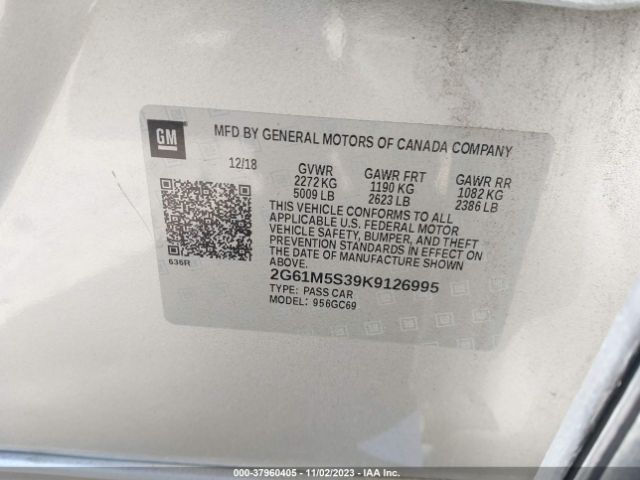 GM
MFD BY GENERAL MOTORS OF CANADA COMPANY
12/18 GVWR GAWR FRT GAWR RR
2272 KG 1190 KG 1082 KG
5009 LB 2623 LB 2386 LB
THIS VEHICLE CONFORMS TO ALL
APPLICABLE U.S. FEDERAL MOTOR
VEHICLE SAFETY, BUMPER, AND THEFT
PREVENTION STANDARDS IN EFFECT ON
THE DATE OF MANUFACTURE SHOWN
ABOVE.
636R
2G61M5S39K9126995
TYPE: PASS CAR
MODEL: 956GC69
000-37960405 - 11/02/2023 - IAA Inc.